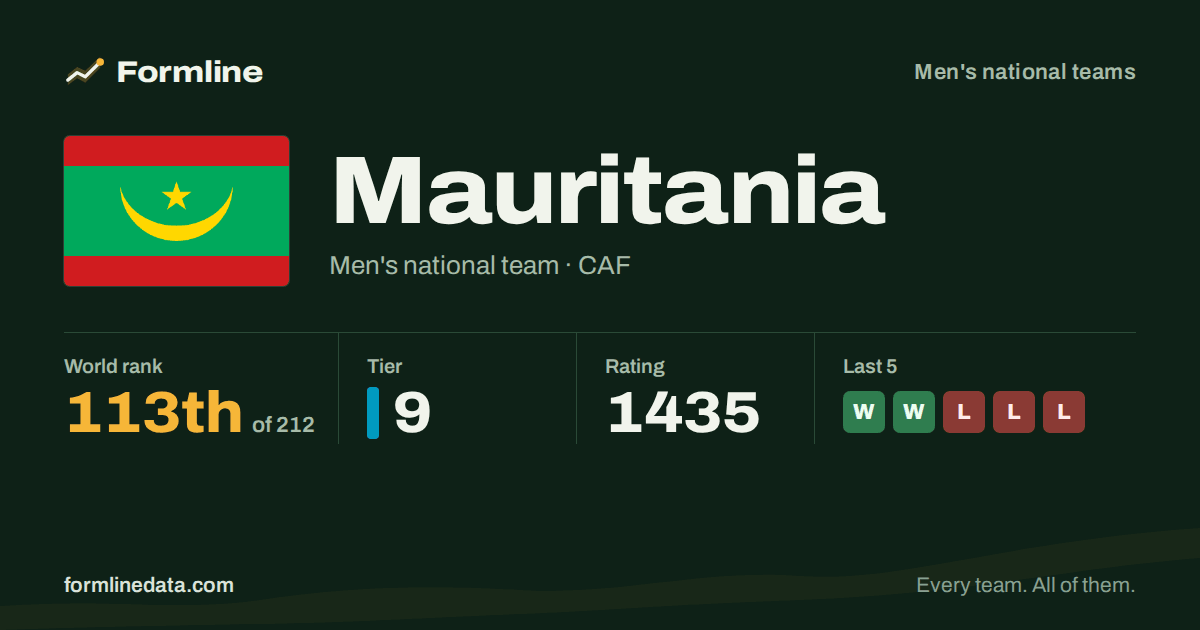 Formline
Men's national teams
Mauritania
Men's national team · CAF
World rank
113th of 212
Tier
9
Rating
1435
Last 5
W W L L L
formlinedata.com
Every team. All of them.